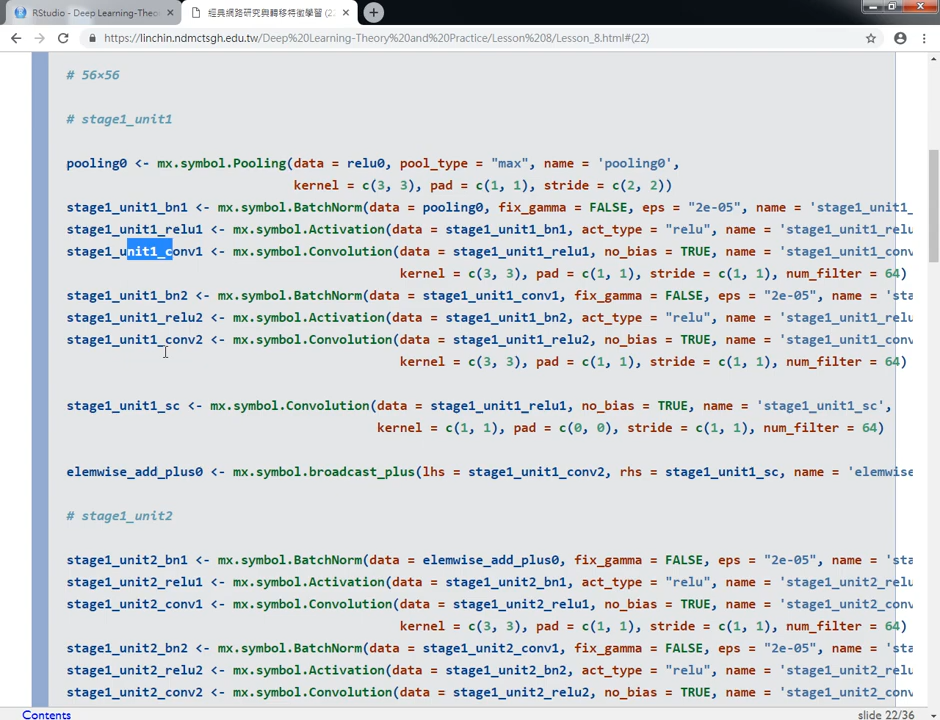 RStudio - Deep Learning-Theo
經典網路研究與轉移特徵學習 (2
https://linchin.ndmctsgh.edu.tw/Deep%20Learning-Theory%20and%20Practice/Lesson%208/Lesson_8.html#(22)
# 56×56
# stage1_unit1
pooling0 <- mx.symbol.Pooling(data = relu0, pool_type = "max", name = 'pooling0',
kernel = c(3, 3), pad = c(1, 1), stride = c(2, 2))
stage1_unit1_bn1 <- mx.symbol.BatchNorm(data = pooling0, fix_gamma = FALSE, eps = "2e-05", name = 'stage1_unit1_
stage1_unit1_relu1 <- mx.symbol.Activation(data = stage1_unit1_bn1, act_type = "relu", name = 'stage1_unit1_relu
stage1_unit1_conv1 <- mx.symbol.Convolution(data = stage1_unit1_relu1, no_bias = TRUE, name = 'stage1_unit1_conv
kernel = c(3, 3), pad = c(1, 1), stride = c(1, 1), num_filter = 64)
stage1_unit1_bn2 <- mx.symbol.BatchNorm(data = stage1_unit1_conv1, fix_gamma = FALSE, eps = "2e-05", name = 'sta
stage1_unit1_relu2 <- mx.symbol.Activation(data = stage1_unit1_bn2, act_type = "relu", name = 'stage1_unit1_relu
stage1_unit1_conv2 <- mx.symbol.Convolution(data = stage1_unit1_relu2, no_bias = TRUE, name = 'stage1_unit1_conv
kernel = c(3, 3), pad = c(1, 1), stride = c(1, 1), num_filter = 64)
stage1_unit1_sc <- mx.symbol.Convolution(data = stage1_unit1_relu1, no_bias = TRUE, name = 'stage1_unit1_sc',
kernel = c(1, 1), pad = c(0, 0), stride = c(1, 1), num_filter = 64)
elemwise_add_plus0 <- mx.symbol.broadcast_plus(lhs = stage1_unit1_conv2, rhs = stage1_unit1_sc, name = 'elemwise
# stage1_unit2
stage1_unit2_bn1 <- mx.symbol.BatchNorm(data = elemwise_add_plus0, fix_gamma = FALSE, eps = "2e-05", name = 'sta
stage1_unit2_relu1 <- mx.symbol.Activation(data = stage1_unit2_bn1, act_type = "relu", name = 'stage1_unit2_relu
stage1_unit2_conv1 <- mx.symbol.Convolution(data = stage1_unit2_relu1, no_bias = TRUE, name = 'stage1_unit2_conv
kernel = c(3, 3), pad = c(1, 1), stride = c(1, 1), num_filter = 64)
stage1_unit2_bn2 <- mx.symbol.BatchNorm(data = stage1_unit2_conv1, fix_gamma = FALSE, eps = "2e-05", name = 'sta
stage1_unit2_relu2 <- mx.symbol.Activation(data = stage1_unit2_bn2, act_type = "relu", name = 'stage1_unit2_relu
stage1_unit2_conv2 <- mx.symbol.Convolution(data = stage1_unit2_relu2, no_bias = TRUE, name = 'stage1_unit2_conv
Contents
slide 22/36